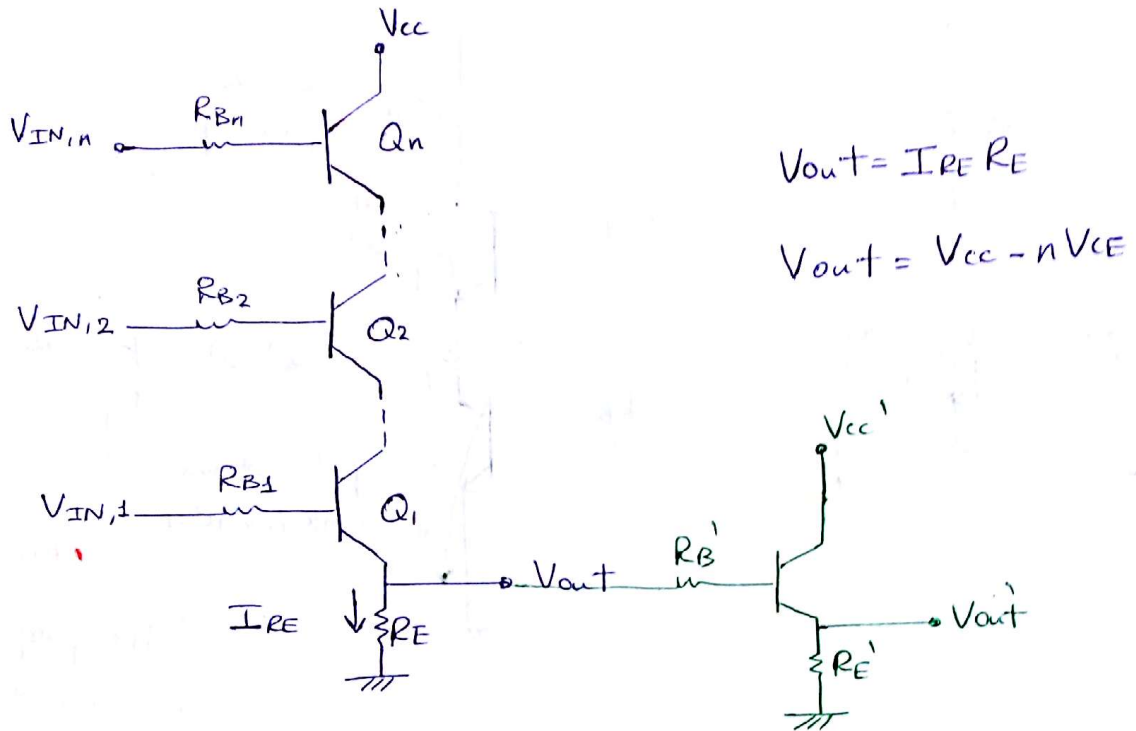 Vcc
RBn
VIN,n
Qn
Vout = IRE RE
Vout = Vcc - nVCE
RB2
VIN,2
Q2
Vcc'
RB1
VIN,1
Q1
RB'
Vout
IRE
RE
Vout'
RE'